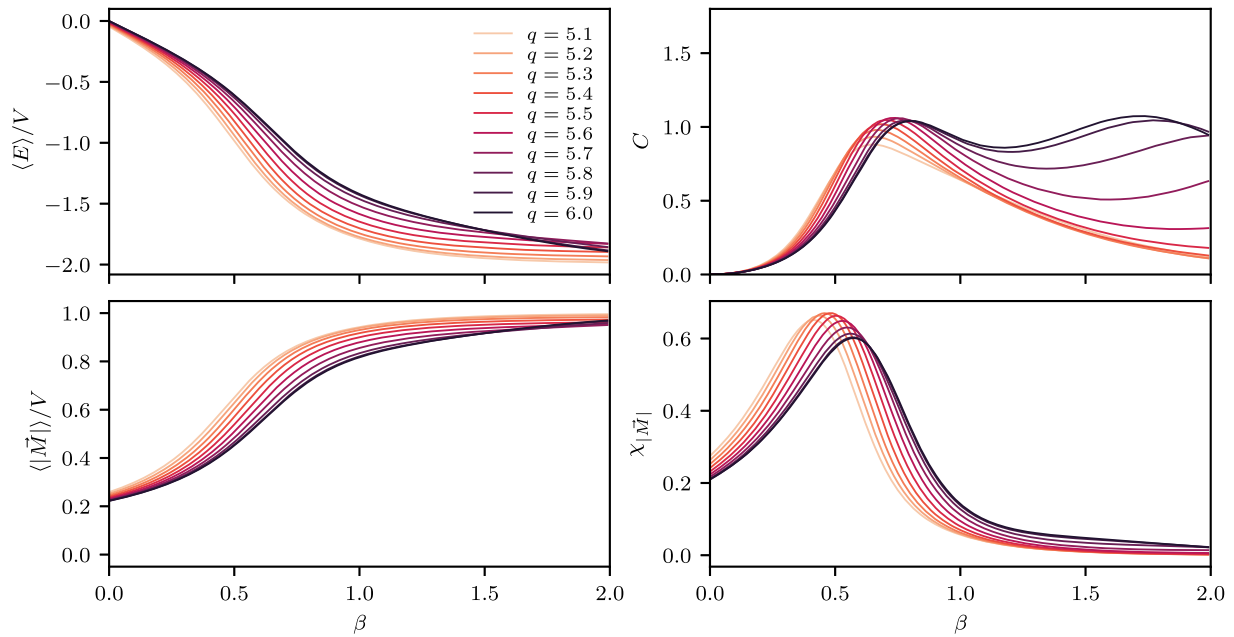 0.0
−0.5
−1.0
−1.5
−2.0
⟨E⟩/V
q = 5.1
q = 5.2
q = 5.3
q = 5.4
q = 5.5
q = 5.6
q = 5.7
q = 5.8
q = 5.9
q = 6.0
1.5
1.0
0.5
0.0
C
1.0
0.8
0.6
0.4
0.2
0.0
⟨|M⃗|⟩/V
0.0 0.5 1.0 1.5 2.0
β
0.6
0.4
0.2
0.0
χ|M⃗|
0.0 0.5 1.0 1.5 2.0
β